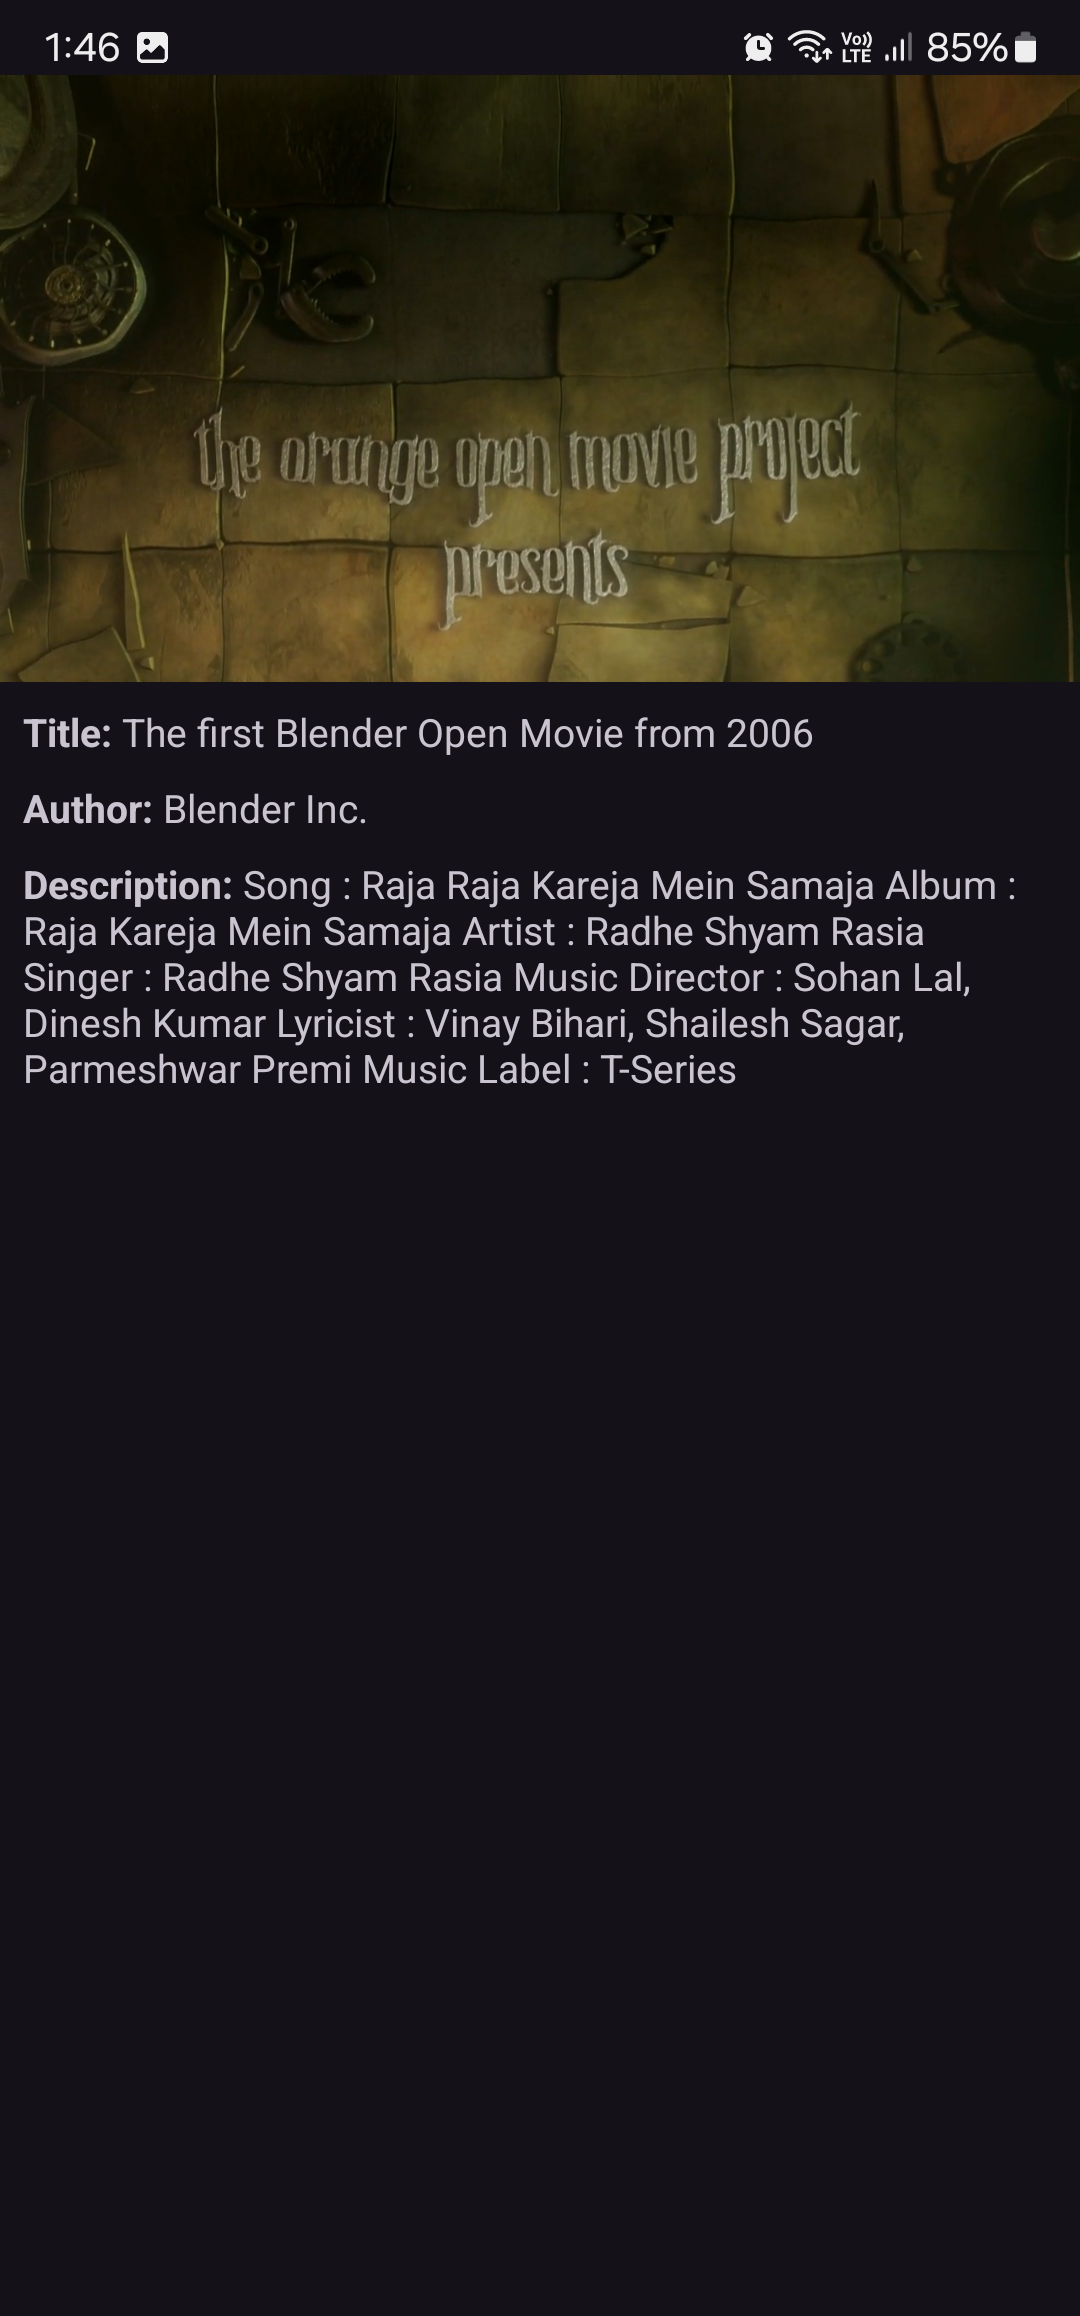 1:46
Vo))
LTE
85%
the orange open movie project
presents
Title: The first Blender Open Movie from 2006
Author: Blender Inc.
Description: Song : Raja Raja Kareja Mein Samaja Album :
Raja Kareja Mein Samaja Artist : Radhe Shyam Rasia
Singer : Radhe Shyam Rasia Music Director : Sohan Lal,
Dinesh Kumar Lyricist : Vinay Bihari, Shailesh Sagar,
Parmeshwar Premi Music Label : T-Series